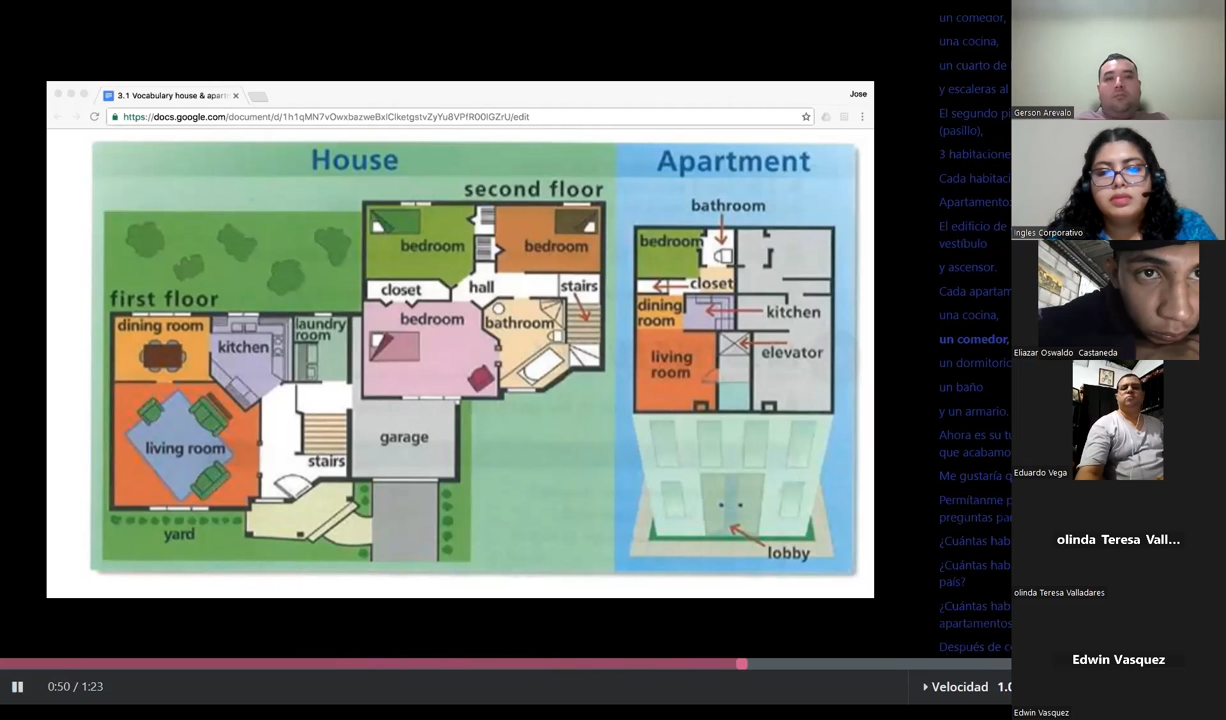 3.1 Vocabulary house & apart
Jose
https://docs.google.com/document/d/1h1qMN7vOwxbazweBxlClketgstvZyYu8VPfR00IGZrU/edit
House
second floor
bedroom
bedroom
closet
hall
stairs
first floor
bedroom
bathroom
dining room
kitchen
laundry
room
living room
garage
stairs
yard
Apartment
bathroom
bedroom
closet
dining
room
kitchen
living
room
elevator
lobby
un comedor,
una cocina,
un cuarto de
y escaleras al
El segundo
(pasillo),
3 habitacione
Cada habitaci
Apartamento:
El edificio de
vestíbulo
y ascensor.
Cada apartam
una cocina,
un comedor,
un dormitorio
un baño
y un armario.
Ahora es su
que acabamo
Me gustaría
Permítanme
preguntas
¿Cuántas hab
¿Cuántas hab
país?
¿Cuántas hab
apartamentos
Después de
Gerson Arevalo
Ingles Corporativo
Eliazar Oswaldo Castaneda
Eduardo Vega
olinda Teresa Vall...
olinda Teresa Valladares
Edwin Vasquez
Edwin Vasquez
0:50 / 1:23
Velocidad 1.0